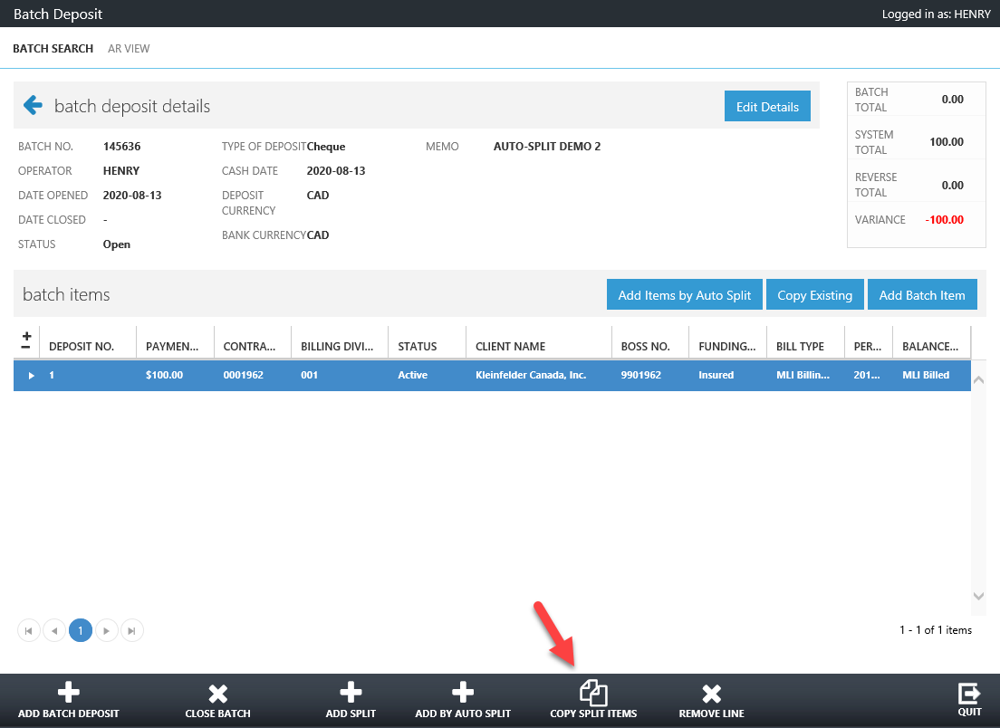 Batch Deposit
Logged in as: HENRY
BATCH SEARCH AR VIEW
batch deposit details
Edit Details
BATCH NO. 145636
OPERATOR HENRY
DATE OPENED 2020-08-13
DATE CLOSED -
STATUS Open
TYPE OF DEPOSIT Cheque
CASH DATE 2020-08-13
DEPOSIT CURRENCY CAD
BANK CURRENCY CAD
MEMO AUTO-SPLIT DEMO 2
BATCH TOTAL 0.00
SYSTEM TOTAL 100.00
REVERSE TOTAL 0.00
VARIANCE -100.00
batch items
Add Items by Auto Split Copy Existing Add Batch Item
DEPOSIT NO. PAYMEN... CONTRA... BILLING DIVI... STATUS CLIENT NAME BOSS NO. FUNDING... BILL TYPE PER... BALANCE...
1 $100.00 0001962 001 Active Kleinfelder Canada, Inc. 9901962 Insured MLI Billin... 201... MLI Billed
1
1 - 1 of 1 items
ADD BATCH DEPOSIT CLOSE BATCH ADD SPLIT ADD BY AUTO SPLIT COPY SPLIT ITEMS REMOVE LINE QUIT